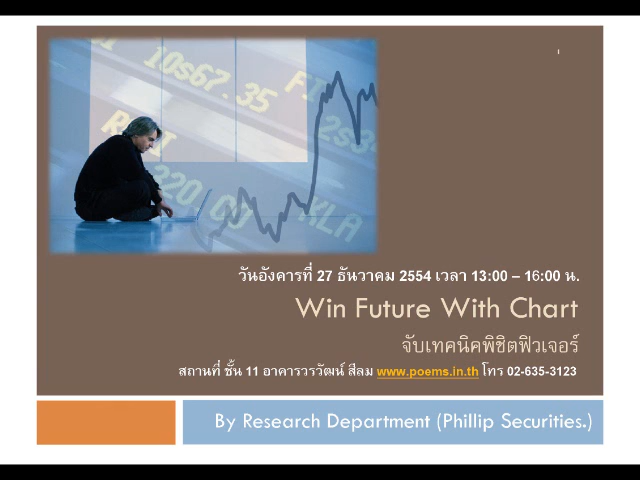 10s67.35
วันอังคารที่ 27 ธันวาคม 2554 เวลา 13:00 – 16:00 น.
Win Future With Chart
จับเทคนิคพิชิตฟิวเจอร์
สถานที่ ชั้น 11 อาคารวรวัฒน์ สีลม www.poems.in.th โทร 02-635-3123
By Research Department (Phillip Securities.)